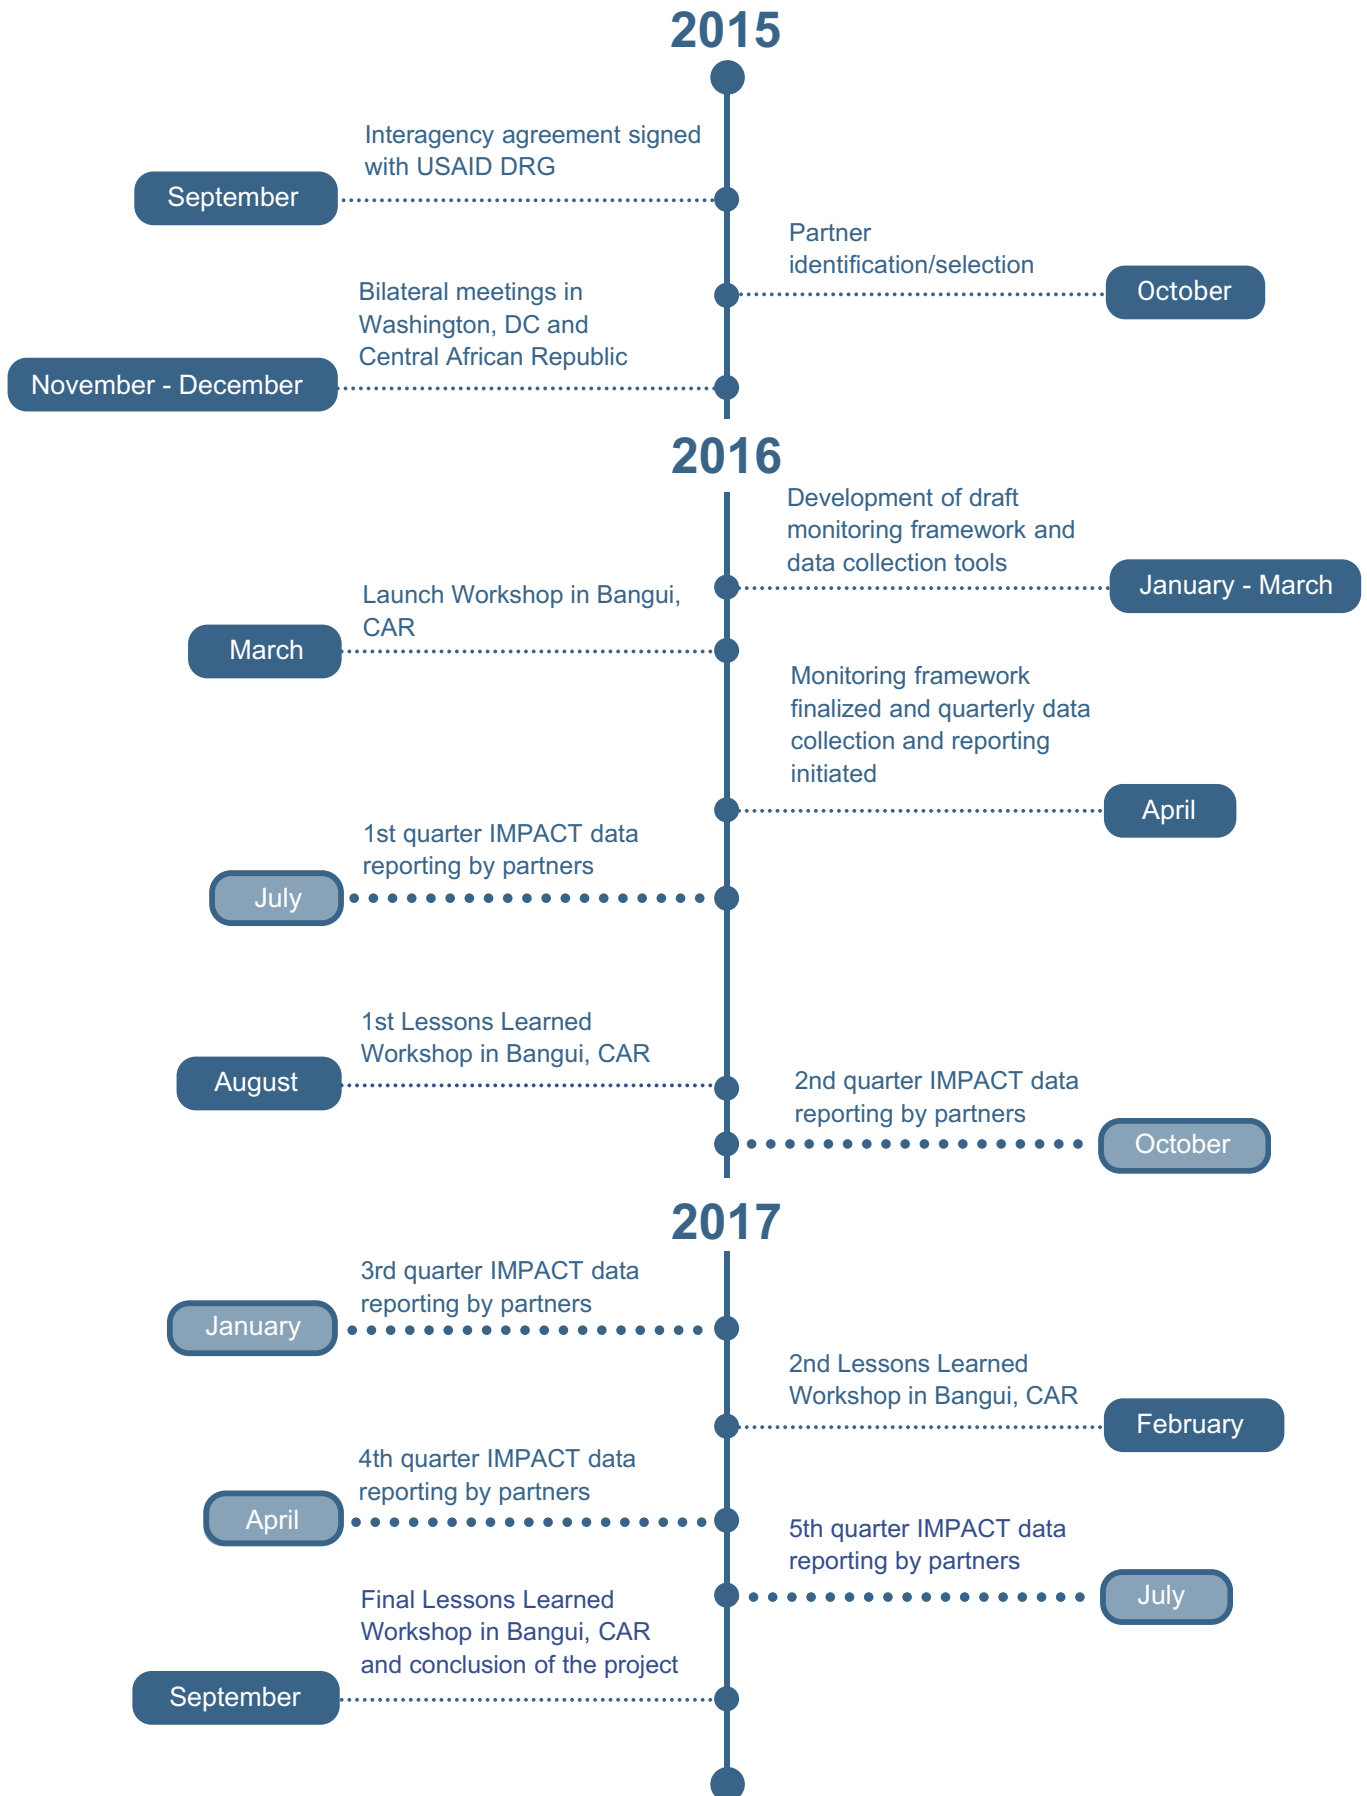 2015
Interagency agreement signed
with USAID DRG
September
Partner
identification/selection
October
Bilateral meetings in
Washington, DC and
Central African Republic
November - December
2016
Development of draft
monitoring framework and
data collection tools
January - March
Launch Workshop in Bangui,
CAR
March
Monitoring framework
finalized and quarterly data
collection and reporting
initiated
April
1st quarter IMPACT data
reporting by partners
July
1st Lessons Learned
Workshop in Bangui, CAR
August
2nd quarter IMPACT data
reporting by partners
October
2017
3rd quarter IMPACT data
reporting by partners
January
2nd Lessons Learned
Workshop in Bangui, CAR
February
4th quarter IMPACT data
reporting by partners
April
5th quarter IMPACT data
reporting by partners
July
Final Lessons Learned
Workshop in Bangui, CAR
and conclusion of the project
September